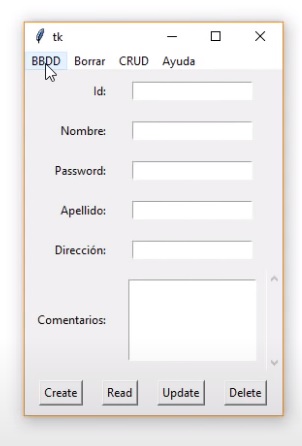 tk
BBDD Borrar CRUD Ayuda
Id:
Nombre:
Password:
Apellido:
Dirección:
Comentarios:
Create Read Update Delete